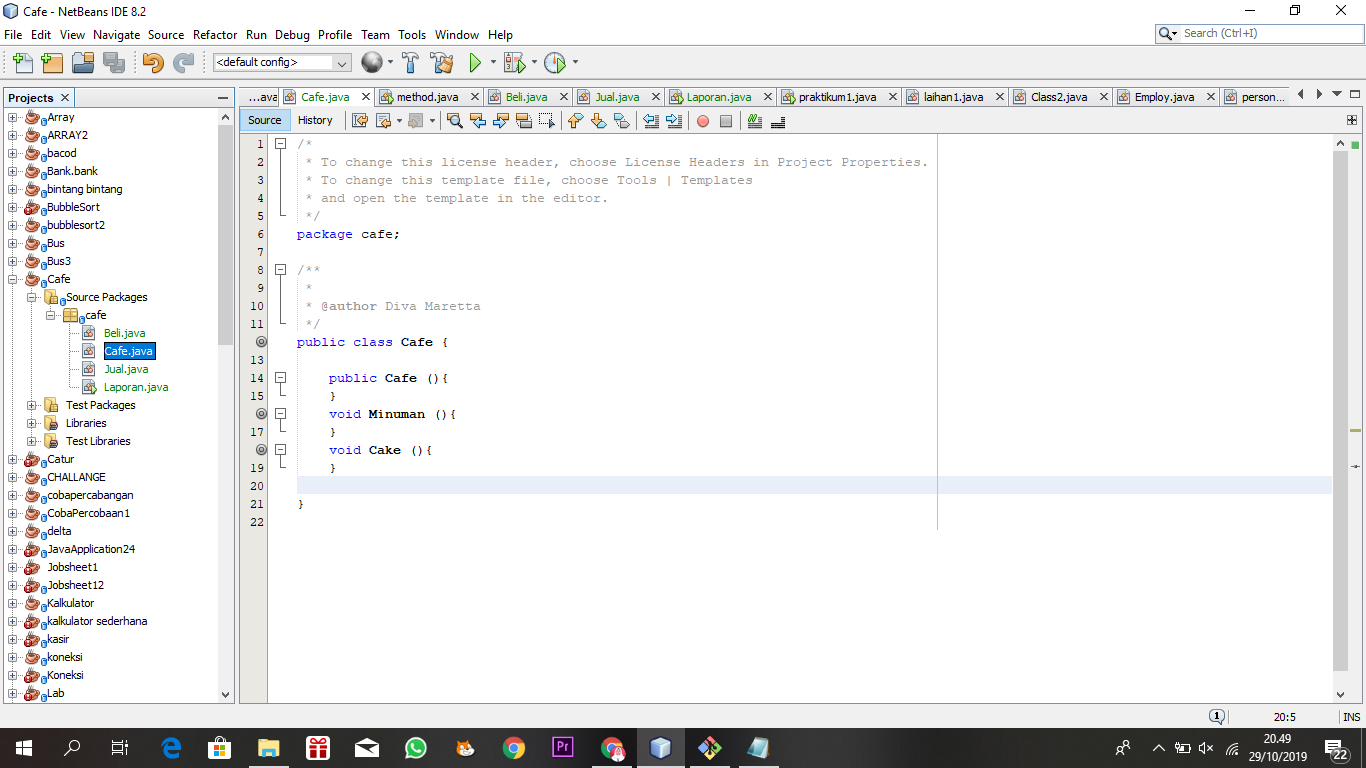 Cafe - NetBeans IDE 8.2
File Edit View Navigate Source Refactor Run Debug Profile Team Tools Window Help
Search (Ctrl+I)
<default config>
Projects
...ava Cafe.java method.java Beli.java Jual.java Laporan.java praktikum1.java laihan1.java Class2.java Employ.java person...
Source History
Array
ARRAY2
bacod
Bank.bank
bintang bintang
BubbleSort
bubblesort2
Bus
Bus3
Cafe
Source Packages
cafe
Beli.java
Cafe.java
Jual.java
Laporan.java
Test Packages
Libraries
Test Libraries
Catur
CHALLANGE
cobapercabangan
CobaPercobaan1
delta
JavaApplication24
Jobsheet1
Jobsheet12
Kalkulator
kalkulator sederhana
kasir
koneksi
Koneksi
Lab
1 /*
2 * To change this license header, choose License Headers in Project Properties.
3 * To change this template file, choose Tools | Templates
4 * and open the template in the editor.
5 */
6 package cafe;
7
8 /**
9 *
10 * @author Diva Maretta
11 */
public class Cafe {
13
14 public Cafe (){
15 }
void Minuman (){
17 }
void Cake (){
19 }
20
21 }
22
1
20:5
INS
Pr
20.49
29/10/2019
22